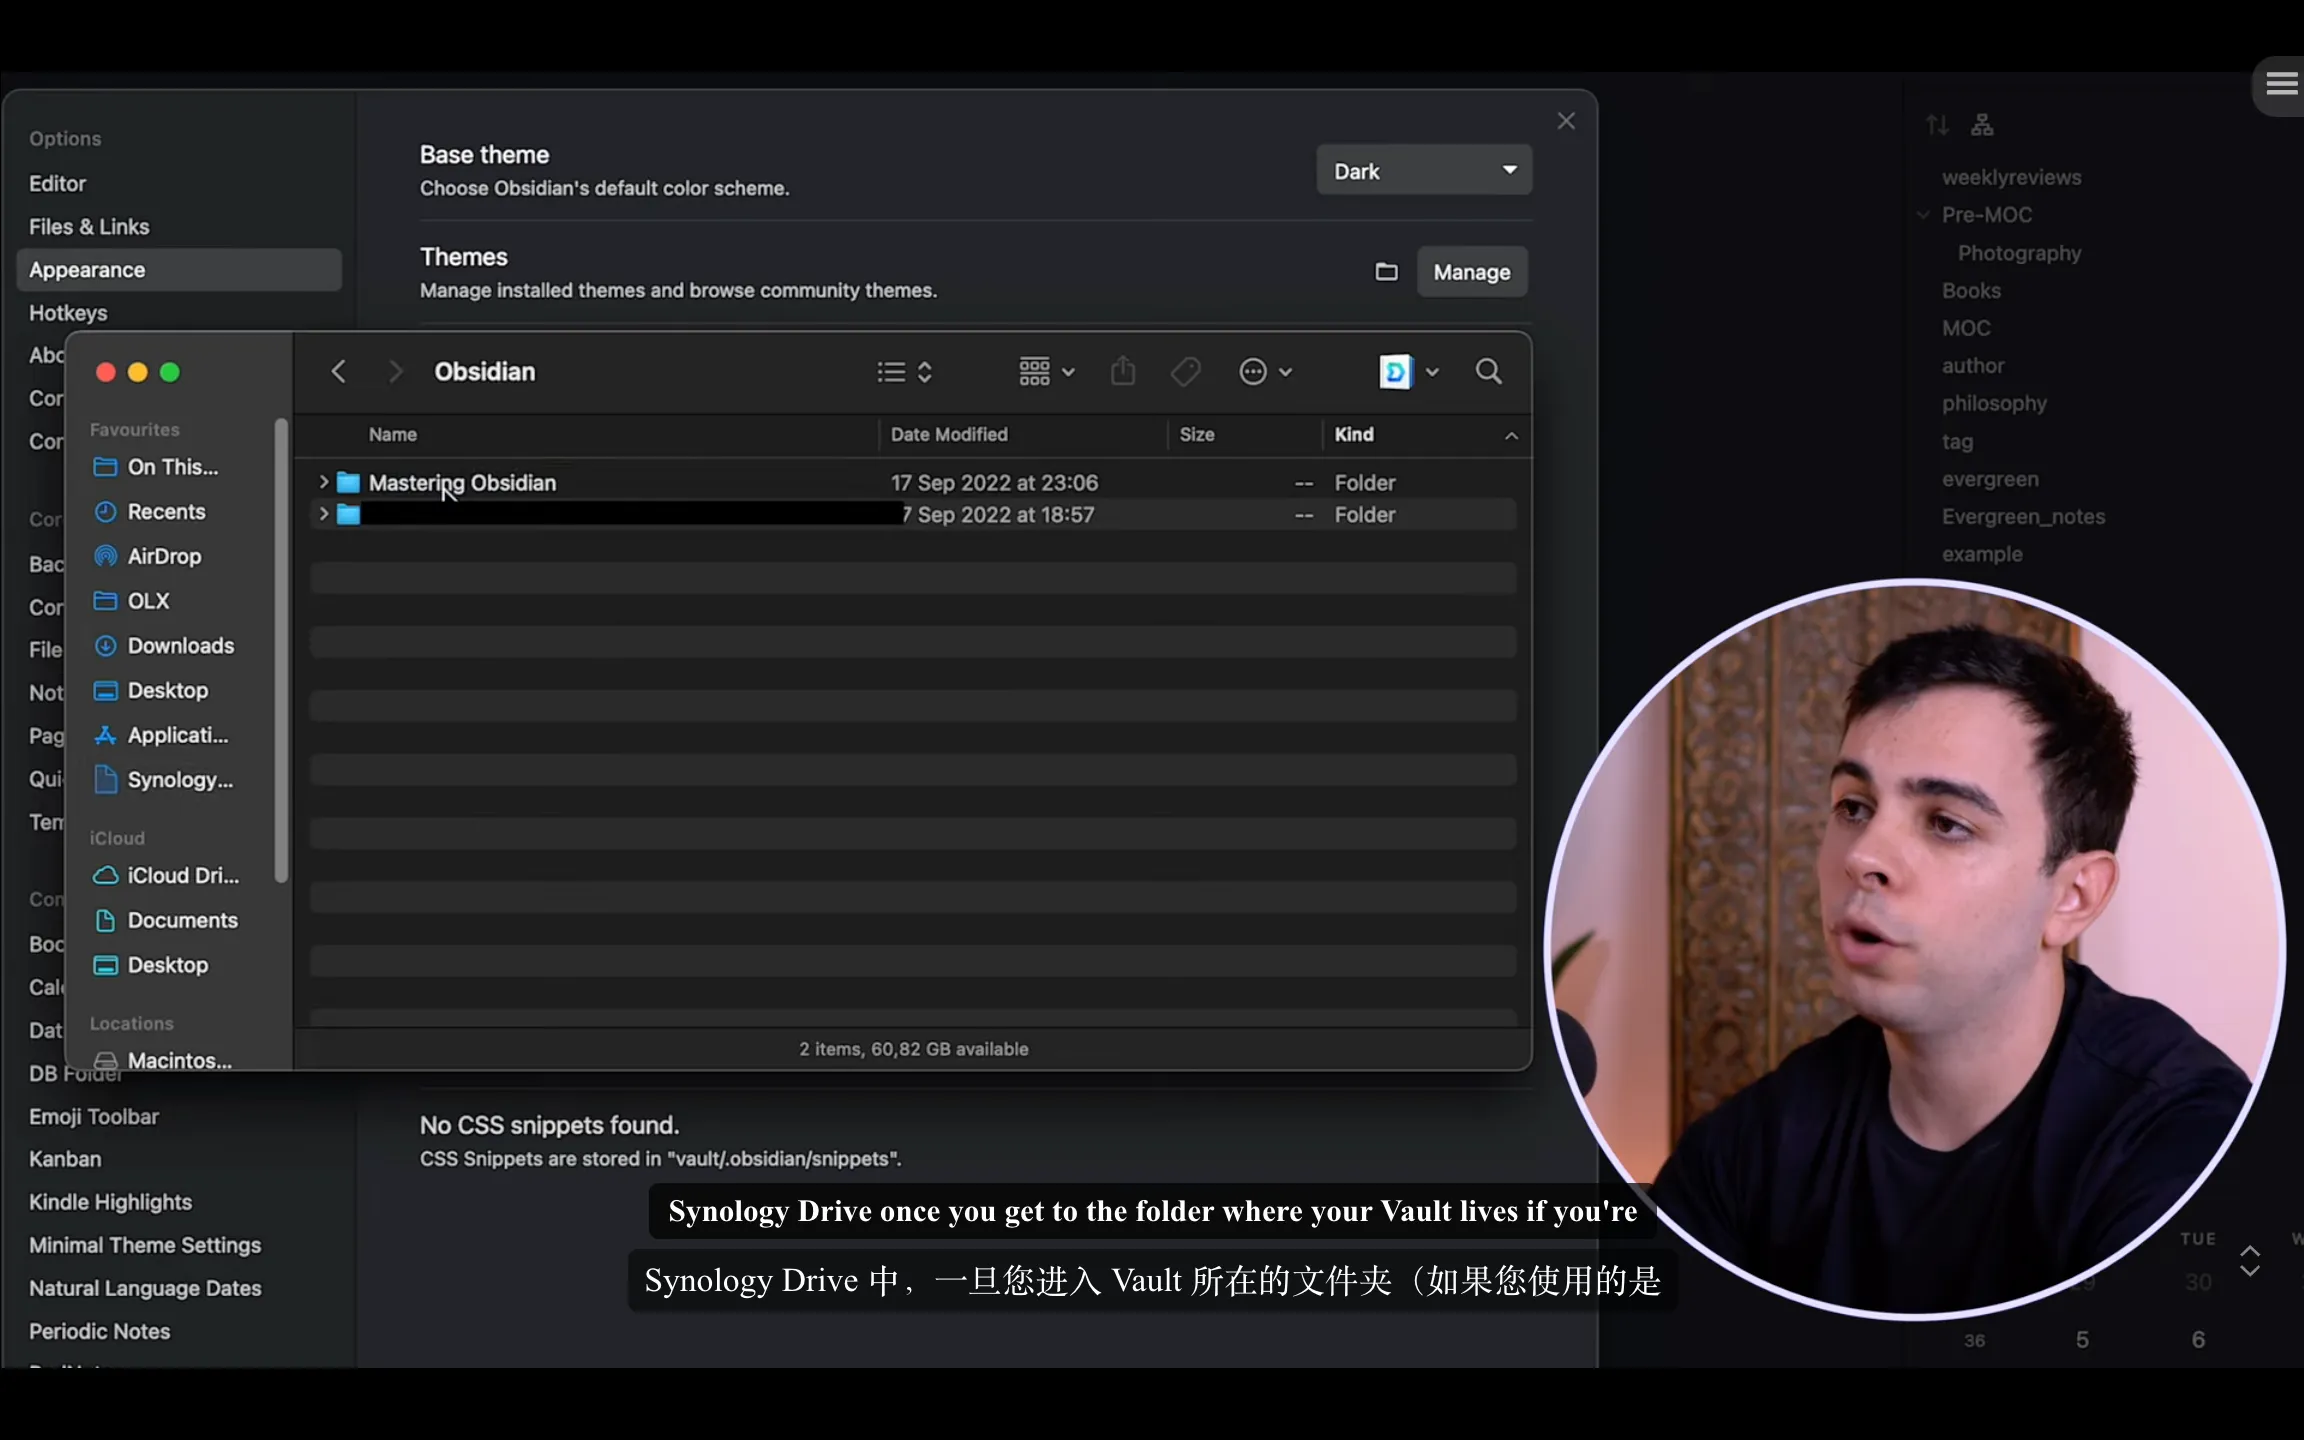 Options
Editor
Files & Links
Appearance
Hotkeys
Abo
Cor
Cor
Cor
Bac
Cor
File
Not
Pag
Qui
Tem
Con
Boo
Cale
Dat
DB Folder
Emoji Toolbar
Kanban
Kindle Highlights
Minimal Theme Settings
Natural Language Dates
Periodic Notes
Base theme
Choose Obsidian's default color scheme.
Dark
Themes
Manage installed themes and browse community themes.
Manage
Obsidian
Favourites
On This...
Recents
AirDrop
OLX
Downloads
Desktop
Applicati...
Synology...
iCloud
iCloud Dri...
Documents
Desktop
Locations
Macintos...
Name Date Modified Size Kind
Mastering Obsidian 17 Sep 2022 at 23:06 -- Folder
7 Sep 2022 at 18:57 -- Folder
2 items, 60,82 GB available
No CSS snippets found.
CSS Snippets are stored in "vault/.obsidian/snippets".
weeklyreviews
Pre-MOC
Photography
Books
MOC
author
philosophy
tag
evergreen
Evergreen_notes
example
TUE W
30
36 5 6
Synology Drive once you get to the folder where your Vault lives if you're
Synology Drive 中，一旦您进入 Vault 所在的文件夹（如果您使用的是